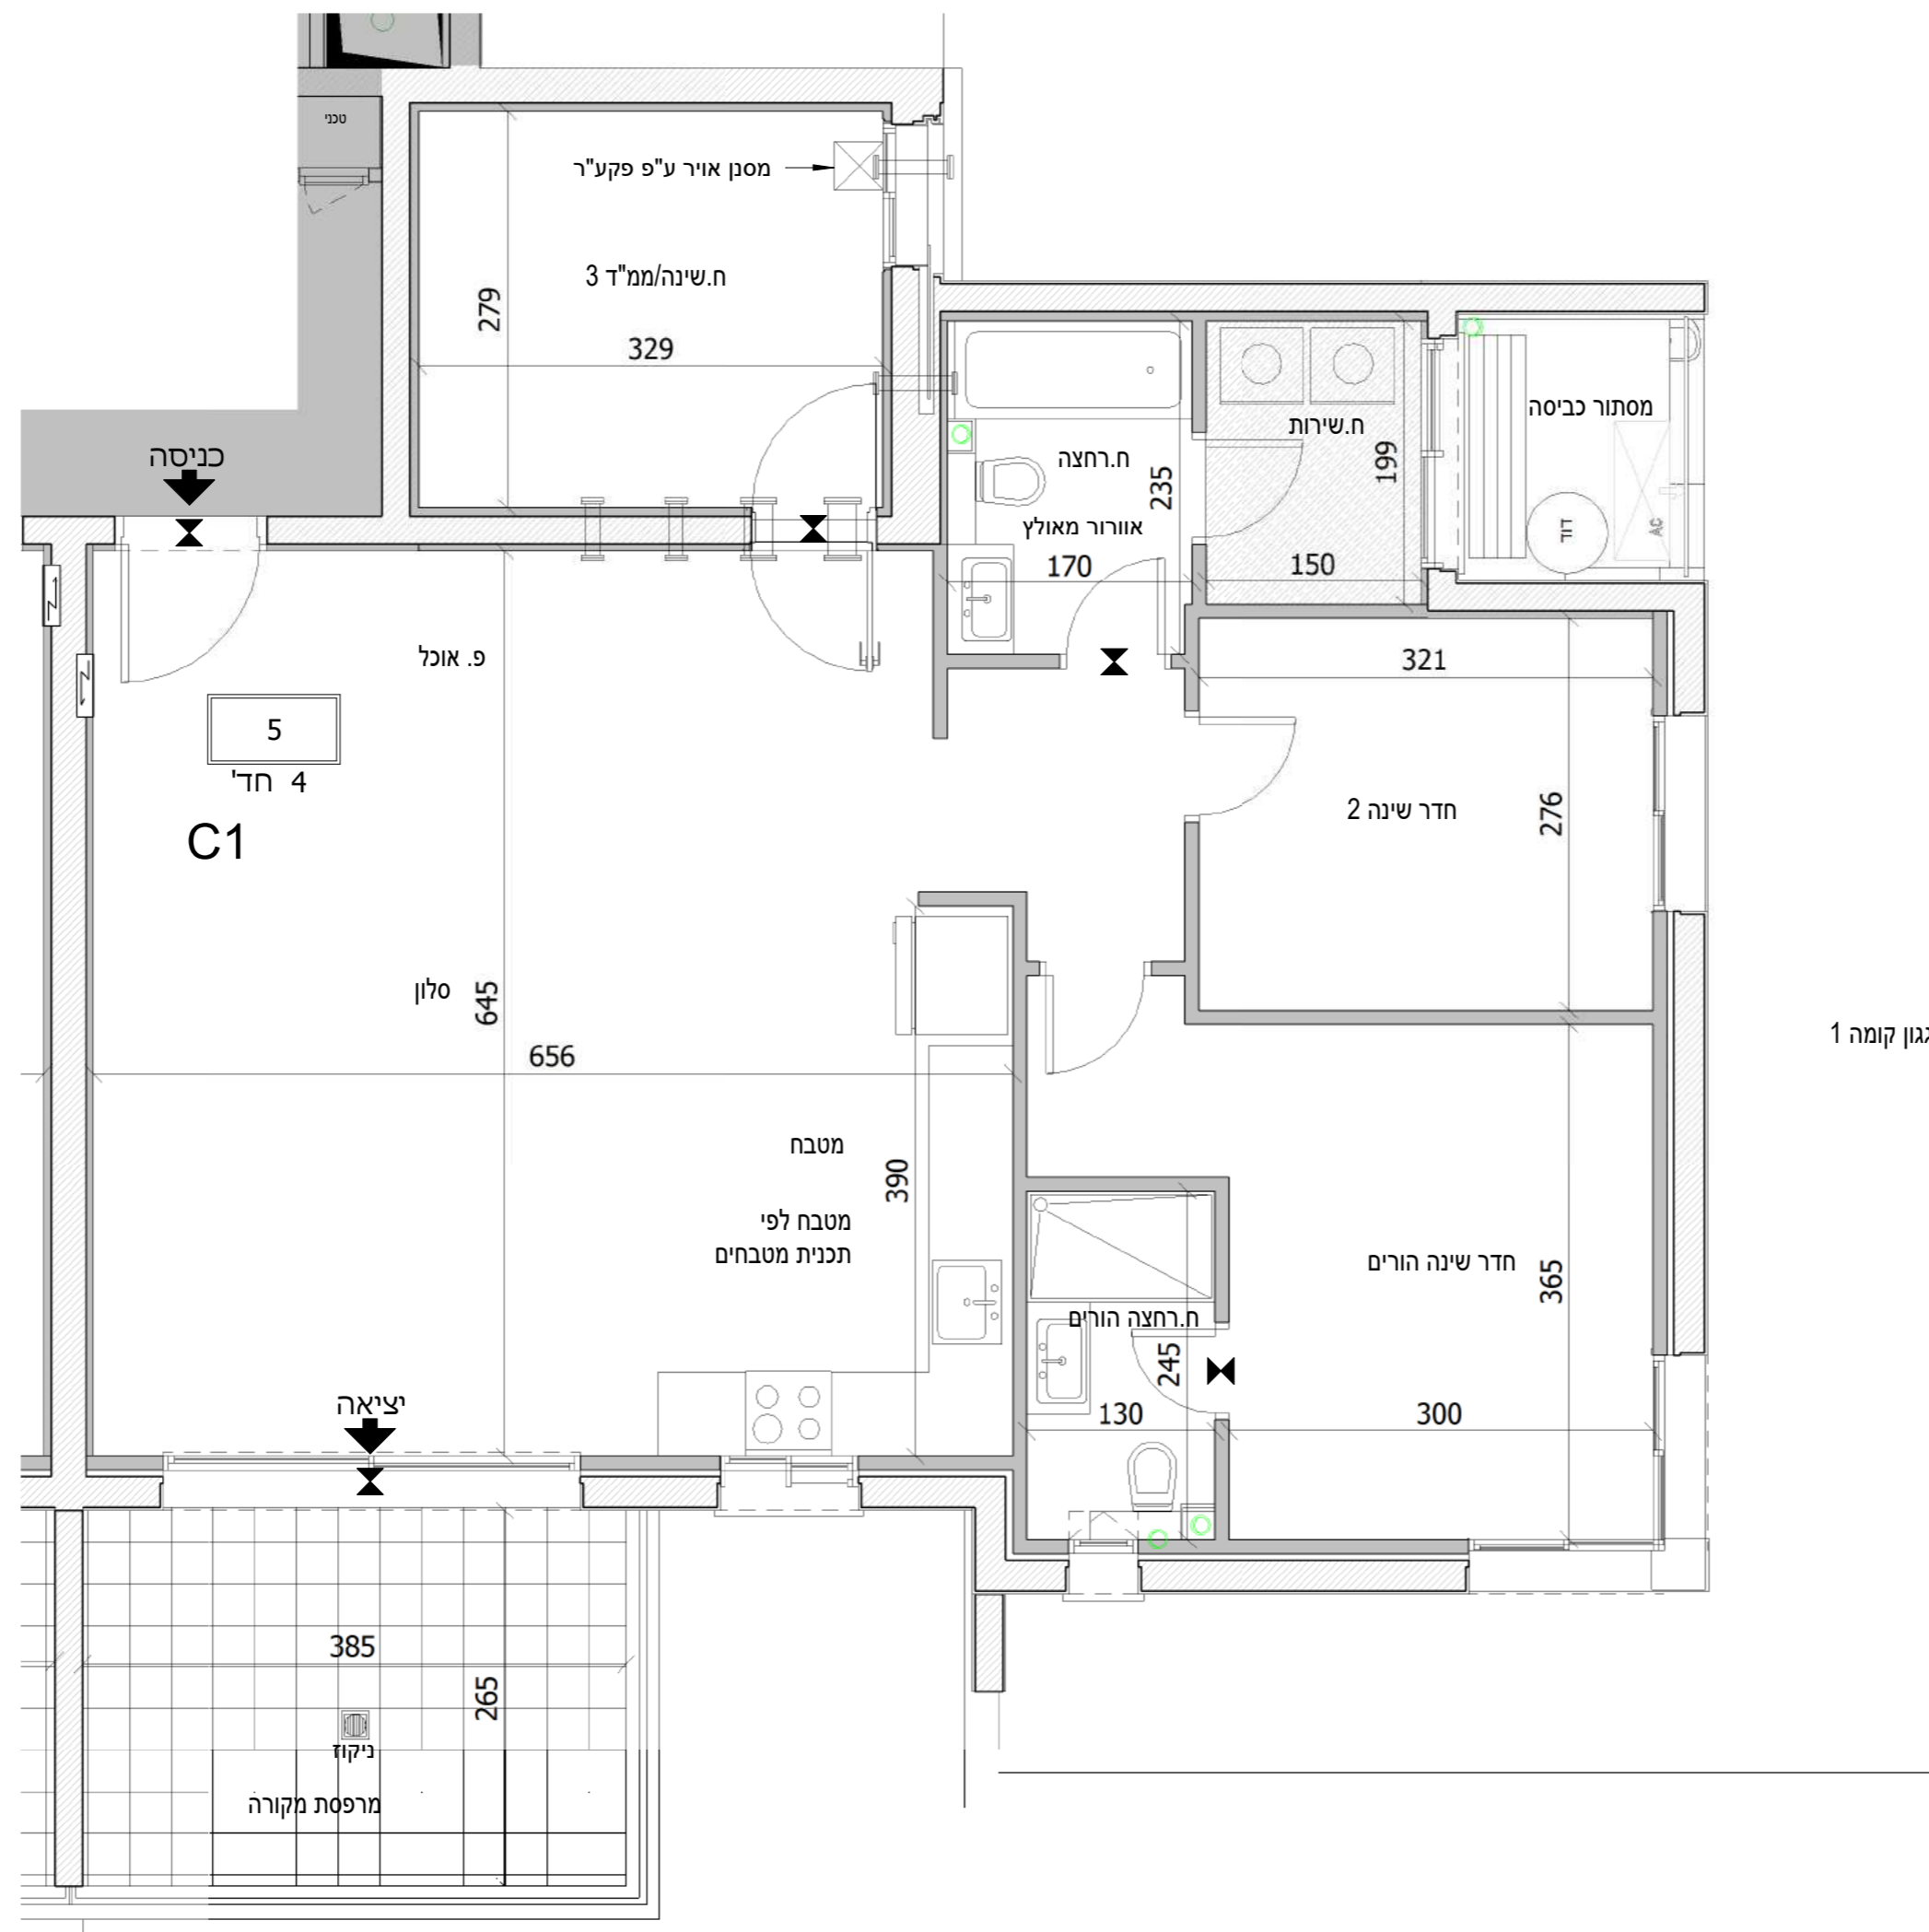 טכני
מסנן אויר ע"פ פקע"ר
ח.שינה/ממ"ד 3
279
329
כניסה
מסתור כביסה
ח.שירות
199
ח.רחצה
235
אוורור מאולץ
170
150
דוד
AC
פ. אוכל
321
5
4 חד'
C1
חדר שינה 2
276
סלון
645
656
גגון קומה 1
מטבח
390
מטבח לפי
תכנית מטבחים
חדר שינה הורים
365
ח.רחצה הורים
245
130
300
יציאה
385
265
ניקוז
מרפסת מקורה